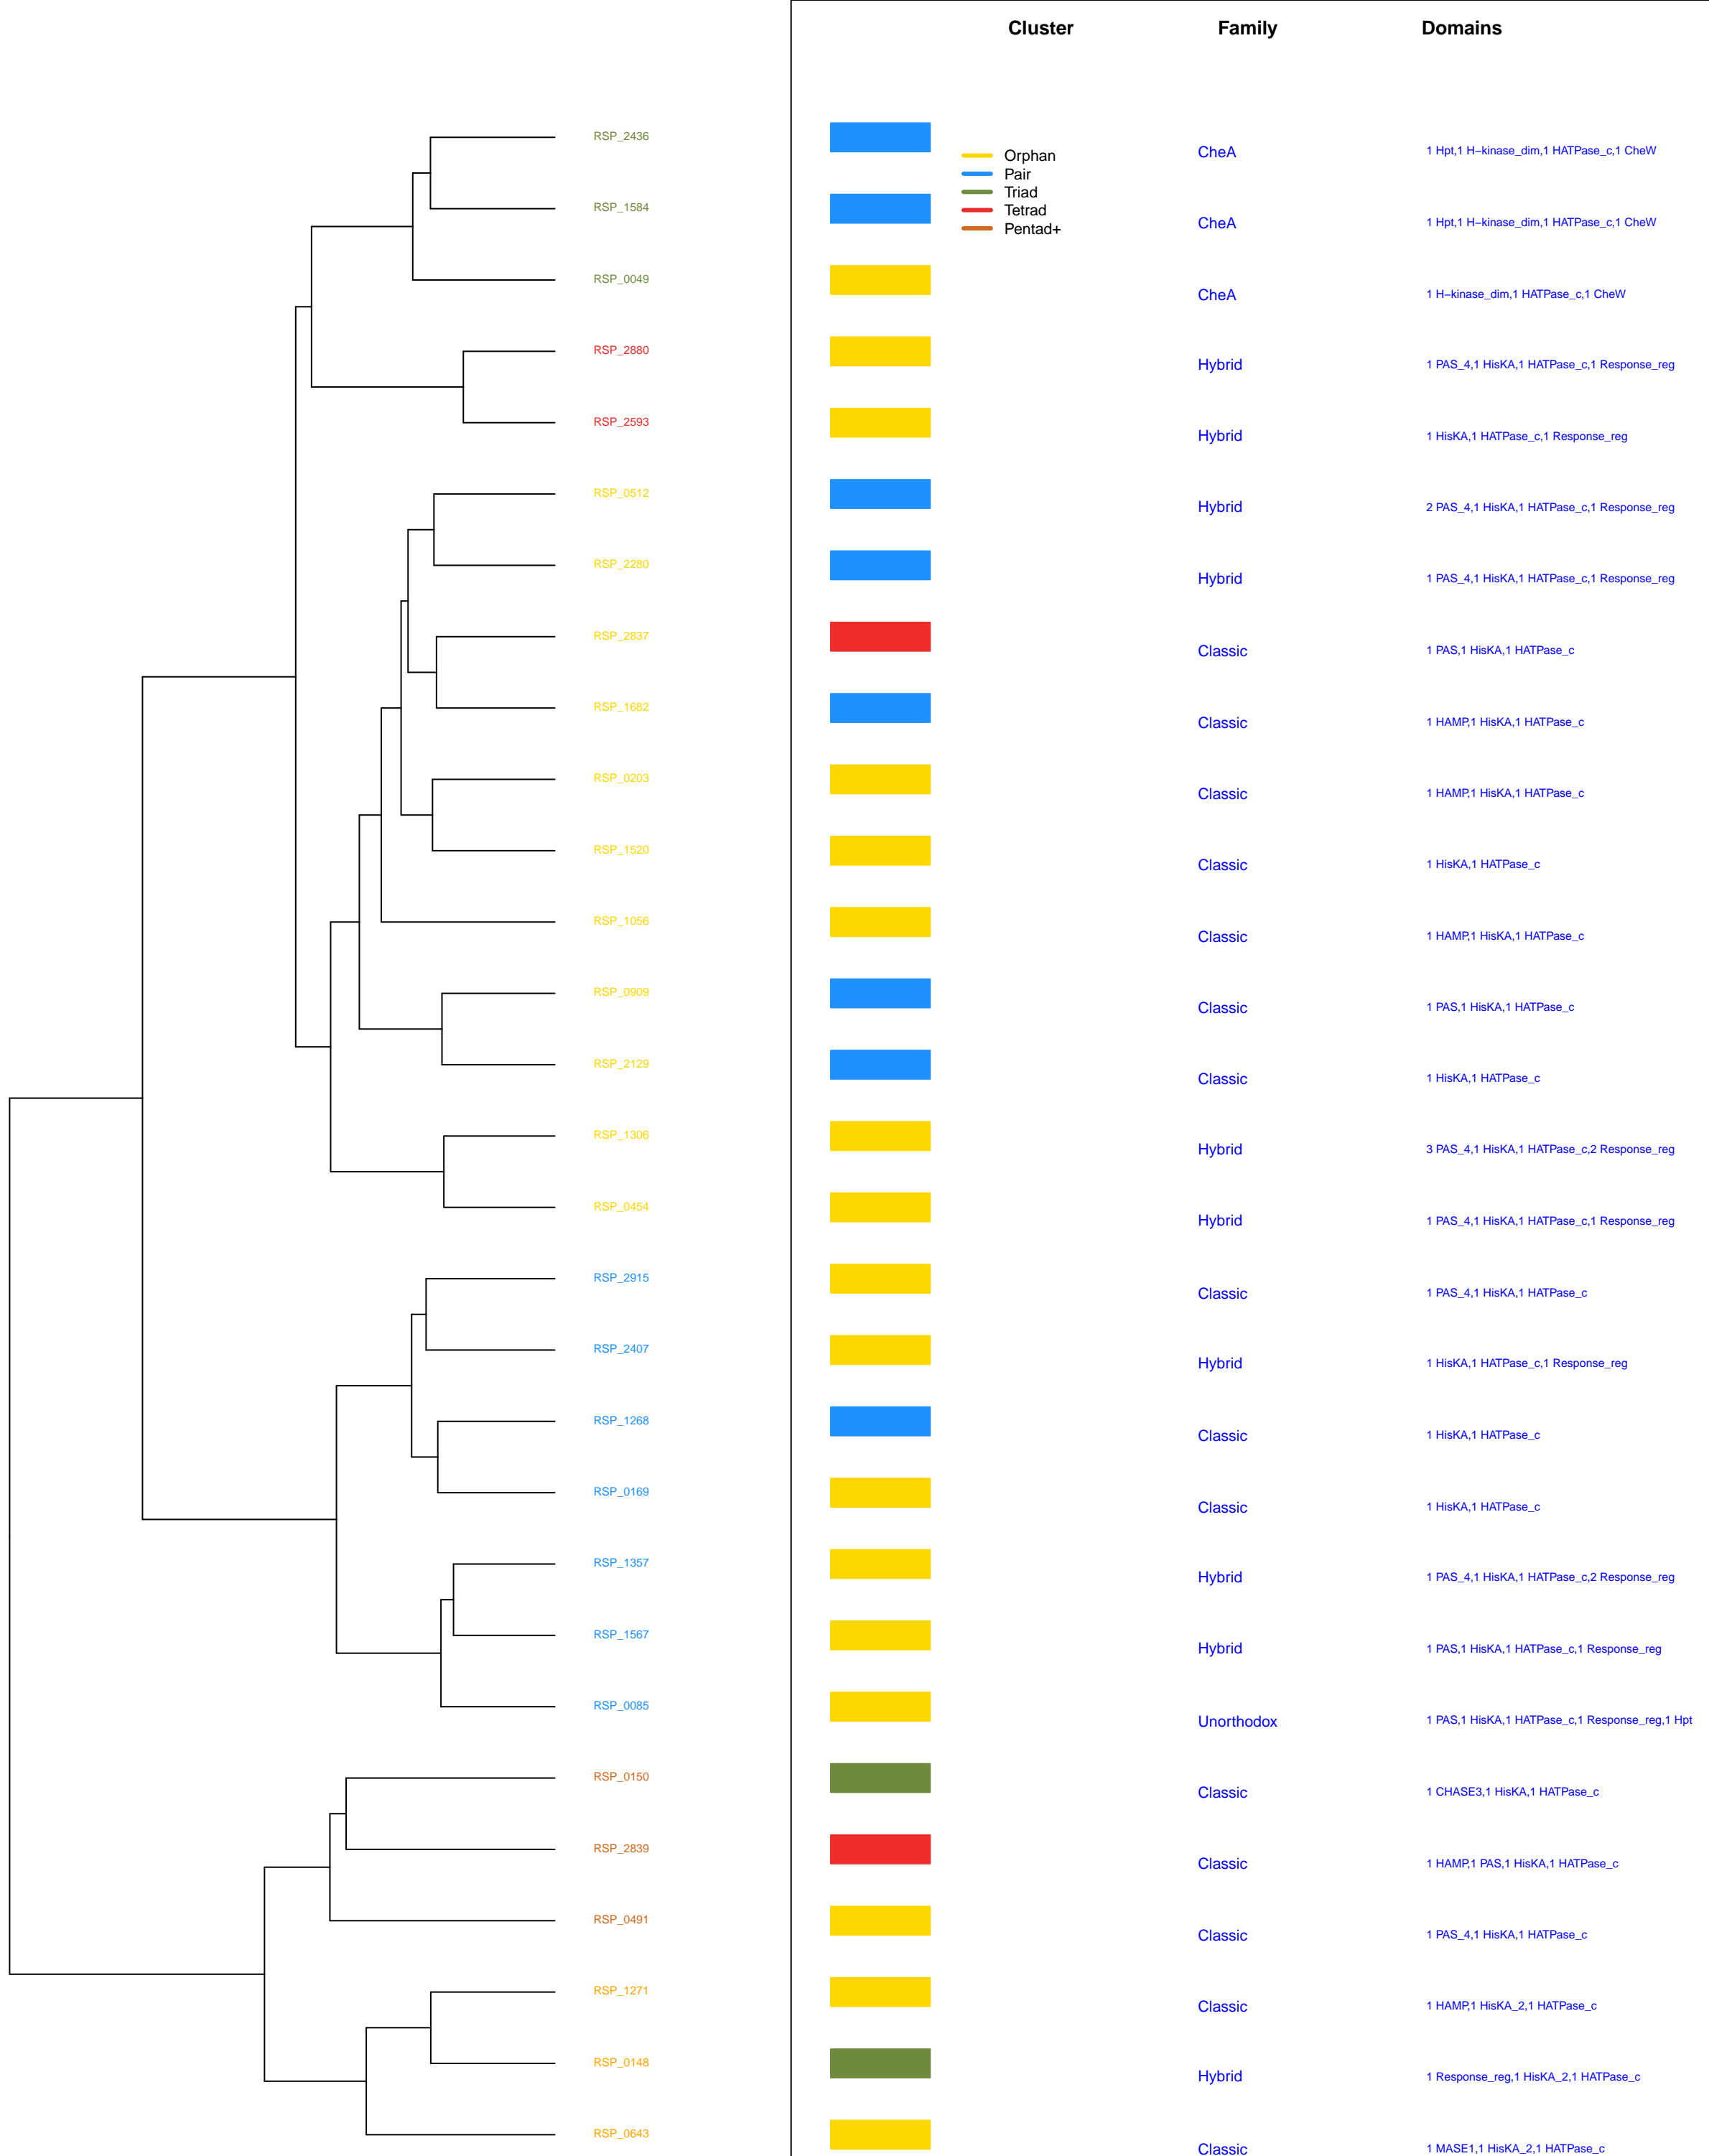 Cluster Family Domains
RSP_2436 CheA 1 Hpt,1 H−kinase_dim,1 HATPase_c,1 CheW
Orphan
Pair
Triad
Tetrad
Pentad+
RSP_1584 CheA 1 Hpt,1 H−kinase_dim,1 HATPase_c,1 CheW
RSP_0049 CheA 1 H−kinase_dim,1 HATPase_c,1 CheW
RSP_2880 Hybrid 1 PAS_4,1 HisKA,1 HATPase_c,1 Response_reg
RSP_2593 Hybrid 1 HisKA,1 HATPase_c,1 Response_reg
RSP_0512 Hybrid 2 PAS_4,1 HisKA,1 HATPase_c,1 Response_reg
RSP_2280 Hybrid 1 PAS_4,1 HisKA,1 HATPase_c,1 Response_reg
RSP_2837 Classic 1 PAS,1 HisKA,1 HATPase_c
RSP_1682 Classic 1 HAMP,1 HisKA,1 HATPase_c
RSP_0203 Classic 1 HAMP,1 HisKA,1 HATPase_c
RSP_1520 Classic 1 HisKA,1 HATPase_c
RSP_1056 Classic 1 HAMP,1 HisKA,1 HATPase_c
RSP_0909 Classic 1 PAS,1 HisKA,1 HATPase_c
RSP_2129 Classic 1 HisKA,1 HATPase_c
RSP_1306 Hybrid 3 PAS_4,1 HisKA,1 HATPase_c,2 Response_reg
RSP_0454 Hybrid 1 PAS_4,1 HisKA,1 HATPase_c,1 Response_reg
RSP_2915 Classic 1 PAS_4,1 HisKA,1 HATPase_c
RSP_2407 Hybrid 1 HisKA,1 HATPase_c,1 Response_reg
RSP_1268 Classic 1 HisKA,1 HATPase_c
RSP_0169 Classic 1 HisKA,1 HATPase_c
RSP_1357 Hybrid 1 PAS_4,1 HisKA,1 HATPase_c,2 Response_reg
RSP_1567 Hybrid 1 PAS,1 HisKA,1 HATPase_c,1 Response_reg
RSP_0085 Unorthodox 1 PAS,1 HisKA,1 HATPase_c,1 Response_reg,1 Hpt
RSP_0150 Classic 1 CHASE3,1 HisKA,1 HATPase_c
RSP_2839 Classic 1 HAMP,1 PAS,1 HisKA,1 HATPase_c
RSP_0491 Classic 1 PAS_4,1 HisKA,1 HATPase_c
RSP_1271 Classic 1 HAMP,1 HisKA_2,1 HATPase_c
RSP_0148 Hybrid 1 Response_reg,1 HisKA_2,1 HATPase_c
RSP_0643 Classic 1 MASE1,1 HisKA_2,1 HATPase_c